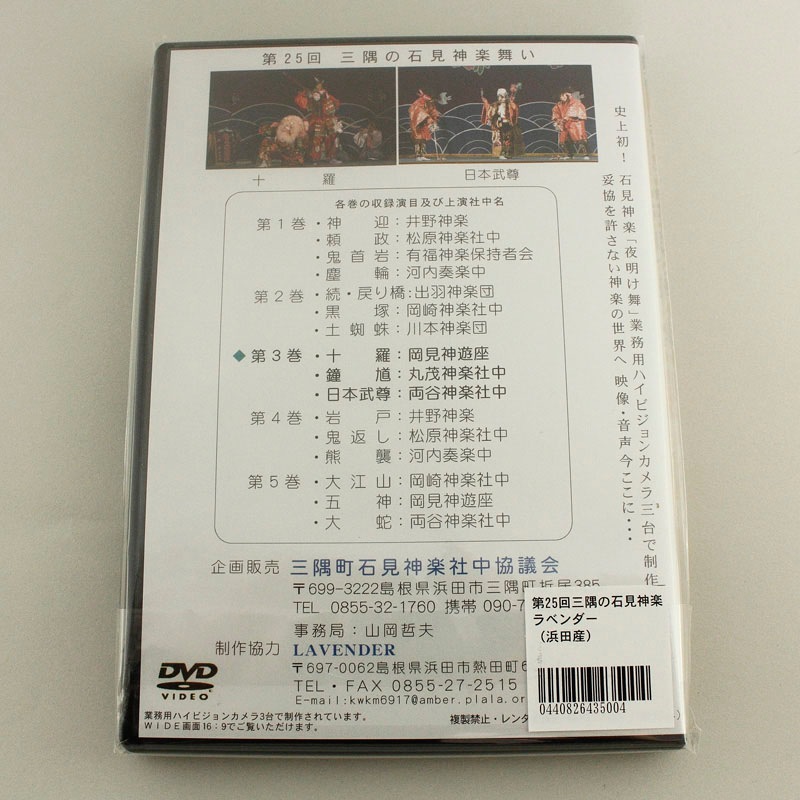 第25回 三隅の石見神楽舞い
十羅
日本武尊
史上初！ 石見神楽「夜明け舞」業務用ハイビジョンカメラ三台で制作
妥協を許さない神楽の世界へ 映像・音声今ここに・・・
各巻の収録演目及び上演社中名
第1巻・神迎：井野神楽
・頼政：松原神楽社中
・鬼首岩：有福神楽保持者会
・塵輪：河内奏楽中
第2巻・続・戻り橋：出羽神楽団
・黒塚：岡崎神楽社中
・土蜘蛛：川本神楽団
◆第3巻・十羅：岡見神遊座
・鐘馗：丸茂神楽社中
・日本武尊：両谷神楽社中
第4巻・岩戸：井野神楽
・鬼返し：松原神楽社中
・熊襲：河内奏楽中
第5巻・大江山：岡崎神楽社中
・五神：岡見神遊座
・大蛇：両谷神楽社中
企画販売 三隅町石見神楽社中協議会
〒699-3222島根県浜田市三隅町折居385
TEL 0855-32-1760 携帯 090-7
事務局：山岡哲夫
制作協力 LAVENDER
〒697-0062島根県浜田市熱田町6
TEL・FAX 0855-27-2515
E-mail:kwkm6917@amber.plala.or
DVD
VIDEO
業務用ハイビジョンカメラ3台で制作されています。
WIDE画面16：9でご覧いただけます。
複製禁止・レンタ
第25回三隅の石見神楽
ラベンダー
（浜田産）
0440826435004